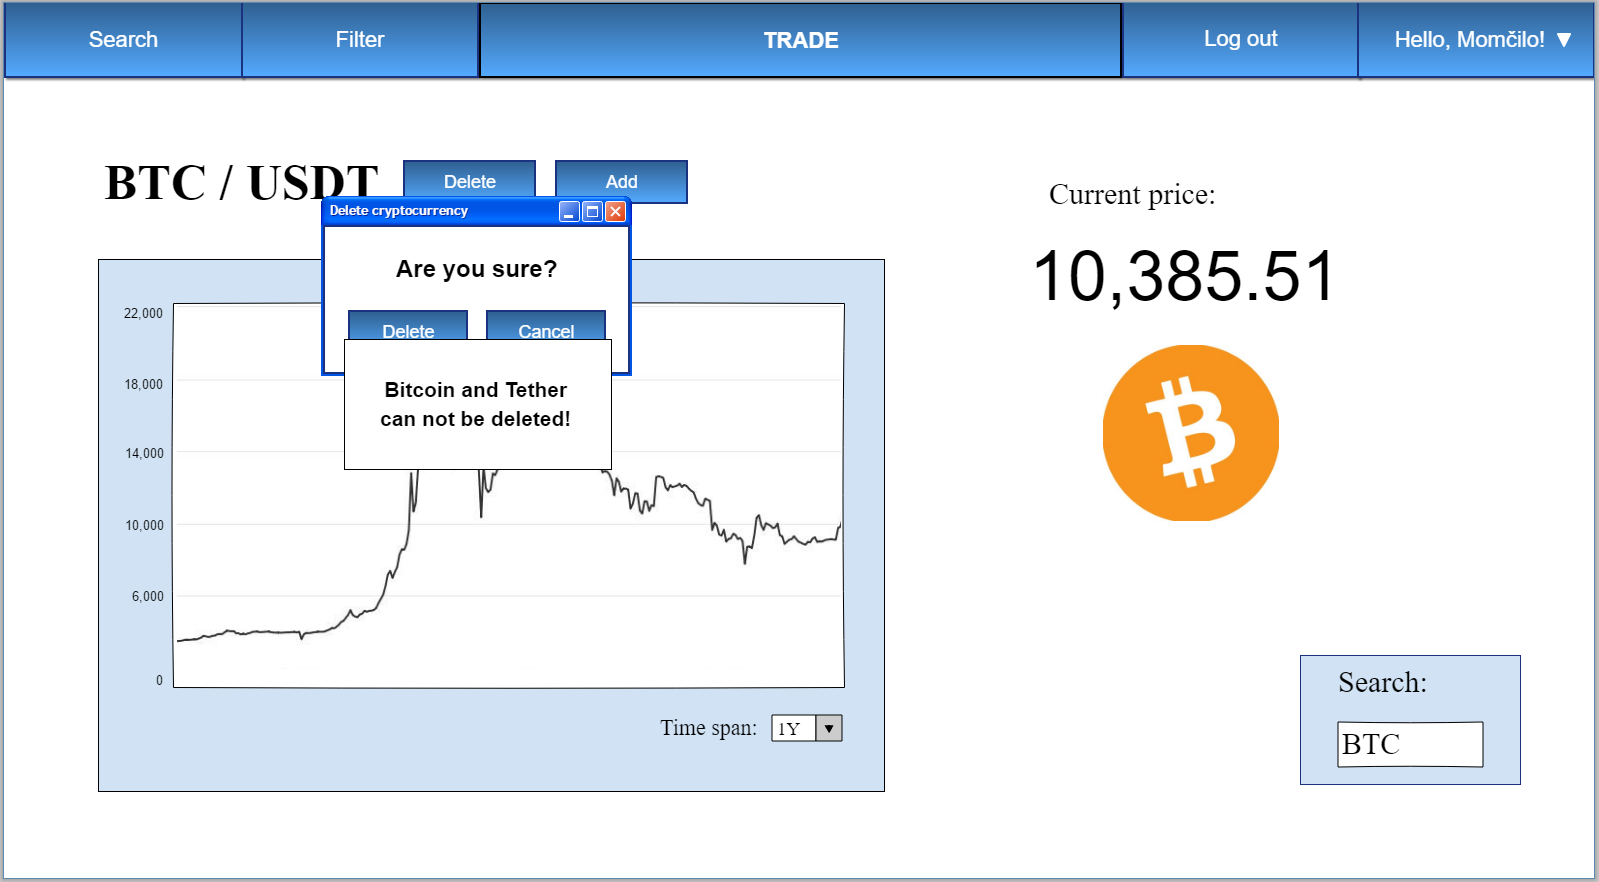 Search
Filter
TRADE
Log out
Hello, Momčilo! ▼
BTC / USDT
Delete
Add
Delete cryptocurrency
Are you sure?
Delete
Cancel
Bitcoin and Tether
can not be deleted!
22,000
18,000
14,000
10,000
6,000
0
Time span:
1Y
Current price:
10,385.51
Search:
BTC